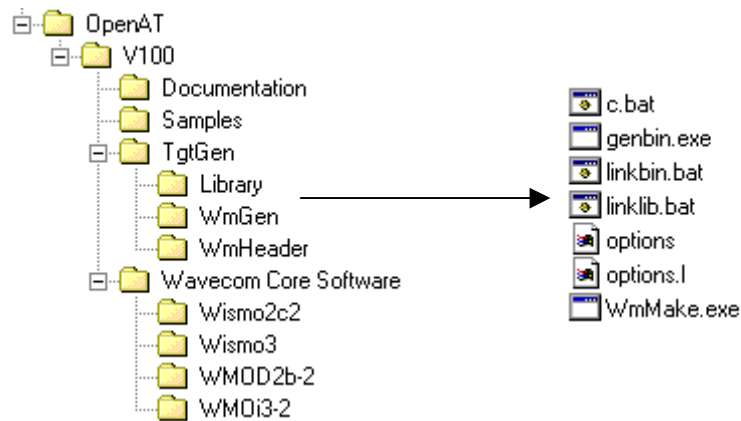 OpenAT
V100
Documentation
Samples
TgtGen
Library
WmGen
WmHeader
Wavecom Core Software
Wismo2c2
Wismo3
WMOD2b-2
WMOi3-2
c.bat
genbin.exe
linkbin.bat
linklib.bat
options
options.l
WmMake.exe